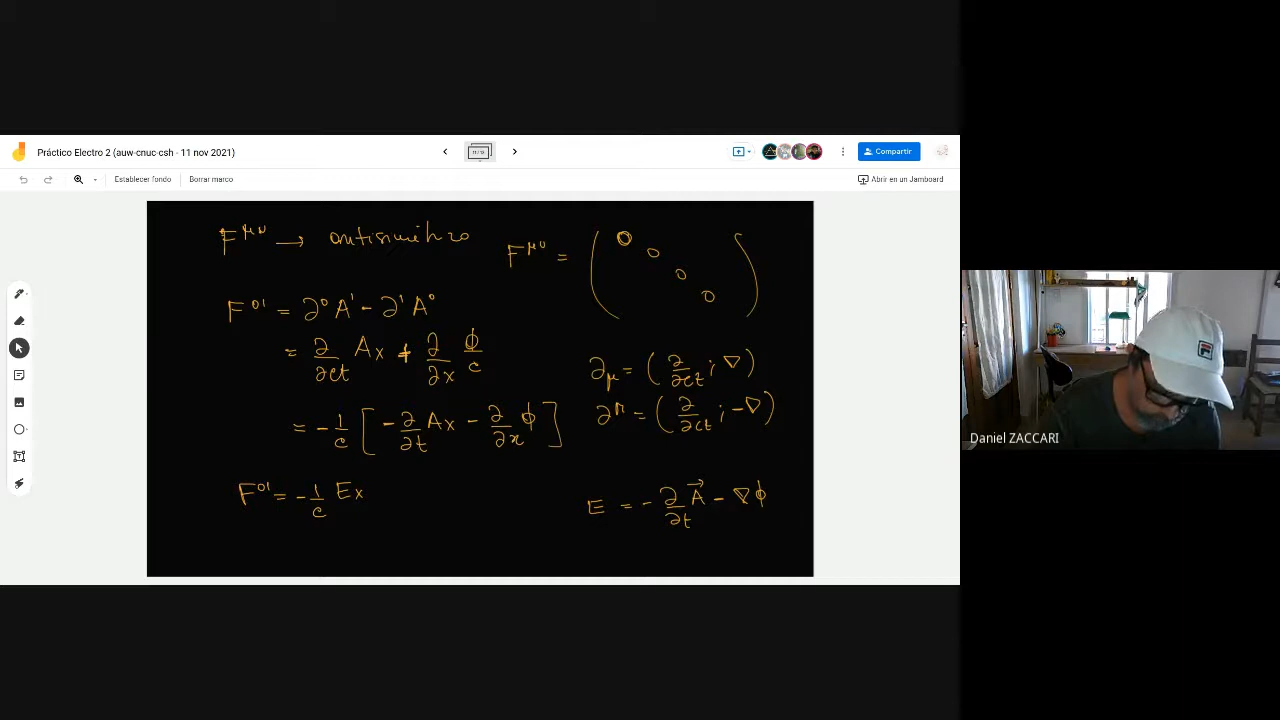 Práctico Electro 2 (auw-cnuc-csh - 11 nov 2021)
Compartir
Establecer fondo
Borrar marco
Abrir en un Jamboard
F^{μν} → antisimétrico
F^{μν} = ( 0 0 0 0 )
F^{01} = ∂^0 A^1 - ∂^1 A^0
= ∂/∂ct Ax + ∂/∂x ϕ/c
∂_μ = ( ∂/∂ct ; ∇ )
∂^μ = ( ∂/∂ct ; -∇ )
= - 1/c [ - ∂/∂t Ax - ∂/∂x ϕ ]
F^{01} = - 1/c Ex
E = - ∂/∂t A⃗ - ∇ϕ
Daniel ZACCARI